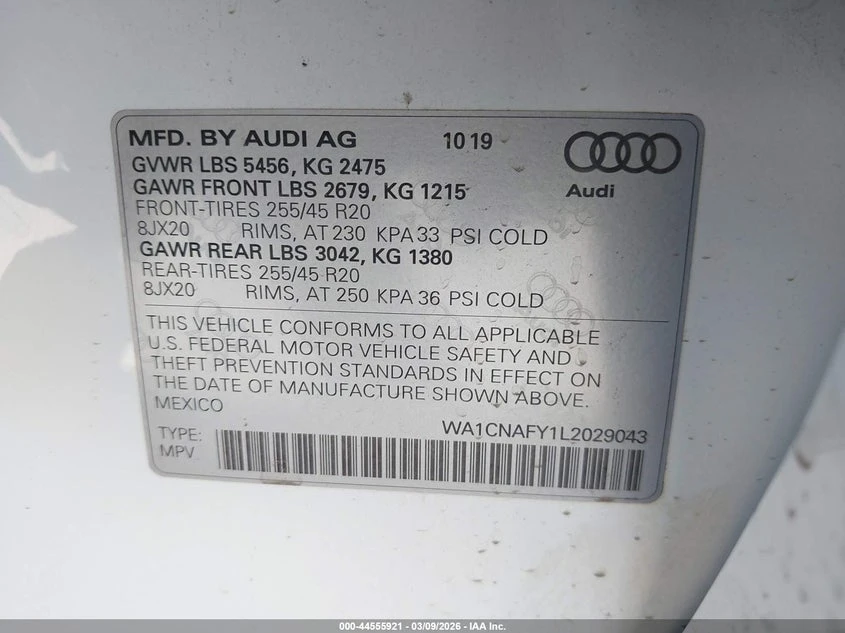 MFD. BY AUDI AG 10 19
GVWR LBS 5456, KG 2475
GAWR FRONT LBS 2679, KG 1215
Audi
FRONT-TIRES 255/45 R20
8JX20 RIMS, AT 230 KPA 33 PSI COLD
GAWR REAR LBS 3042, KG 1380
REAR-TIRES 255/45 R20
8JX20 RIMS, AT 250 KPA 36 PSI COLD
THIS VEHICLE CONFORMS TO ALL APPLICABLE
U.S. FEDERAL MOTOR VEHICLE SAFETY AND
THEFT PREVENTION STANDARDS IN EFFECT ON
THE DATE OF MANUFACTURE SHOWN ABOVE.
MEXICO
WA1CNAFY1L2029043
TYPE:
MPV
000-44555921 - 03/09/2026 - IAA Inc.